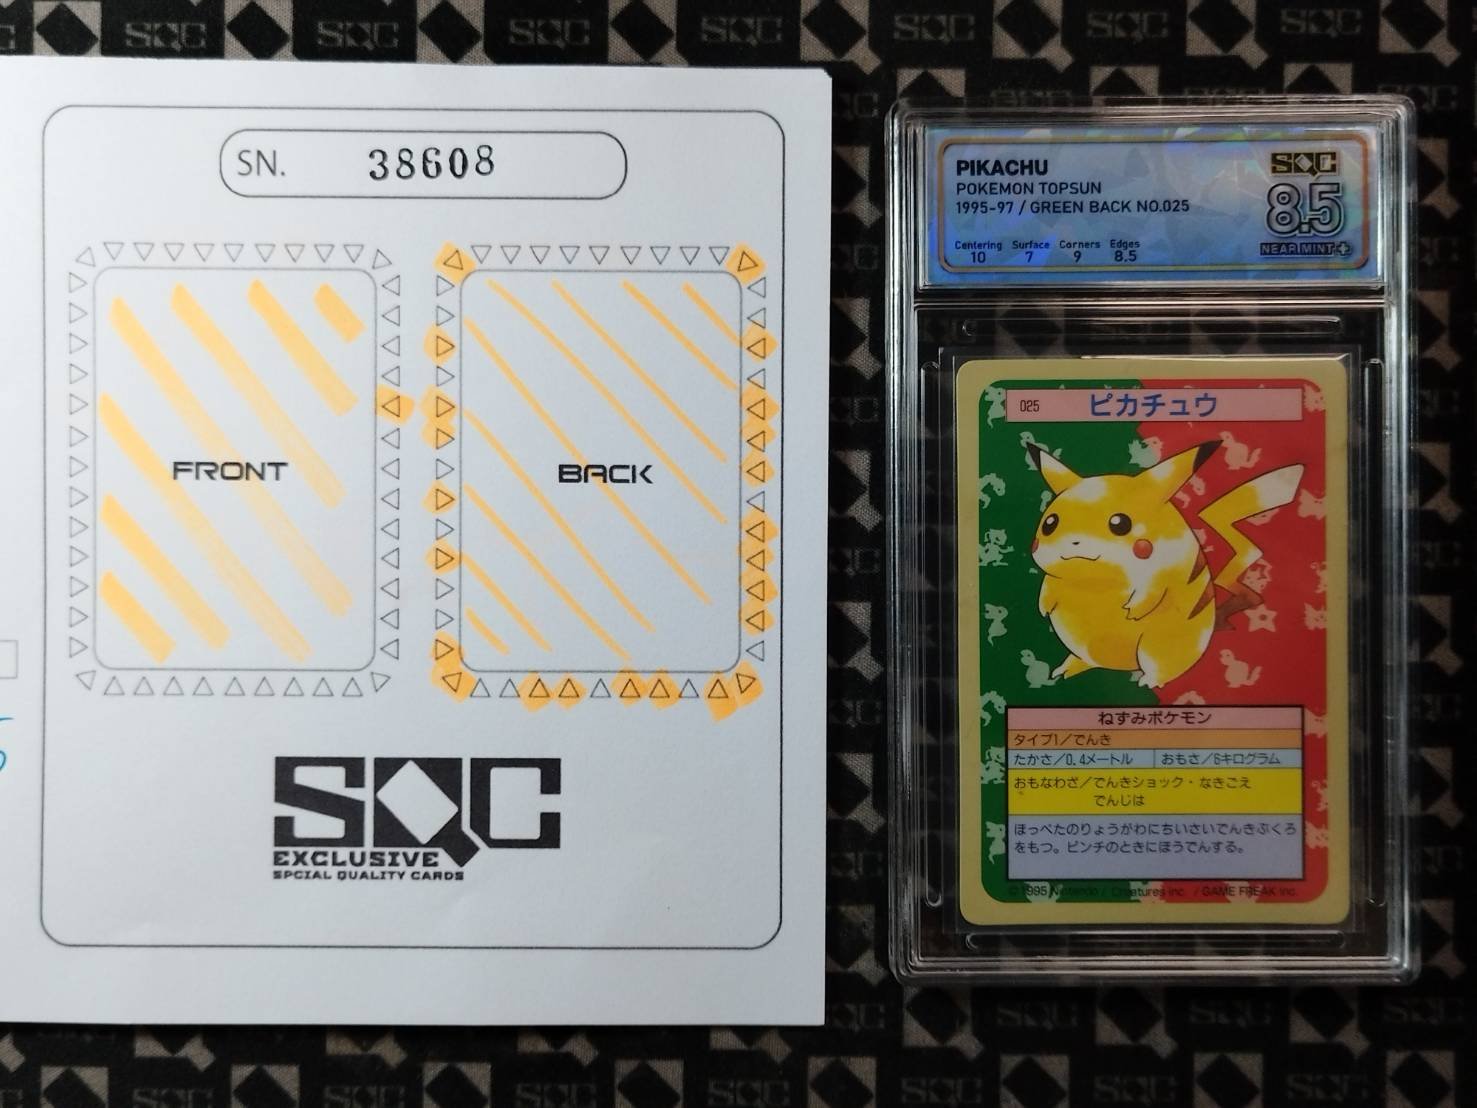 SN. 38608
FRONT
BACK
SQC
EXCLUSIVE
SPCIAL QUALITY CARDS
PIKACHU
POKEMON TOPSUN
1995-97 / GREEN BACK NO.025
Centering Surface Corners Edges
10 7 9 8.5
SQC
8.5
NEAR MINT+
025 ピカチュウ
ねずみポケモン
タイプ1／でんき
たかさ／0.4メートル おもさ／6キログラム
おもなわざ／でんきショック・なきごえ
でんじは
ほっぺたのりょうがわにちいさいでんきぶくろ
をもつ。ピンチのときにほうでんする。
©1995 Nintendo / Creatures inc. / GAME FREAK inc.